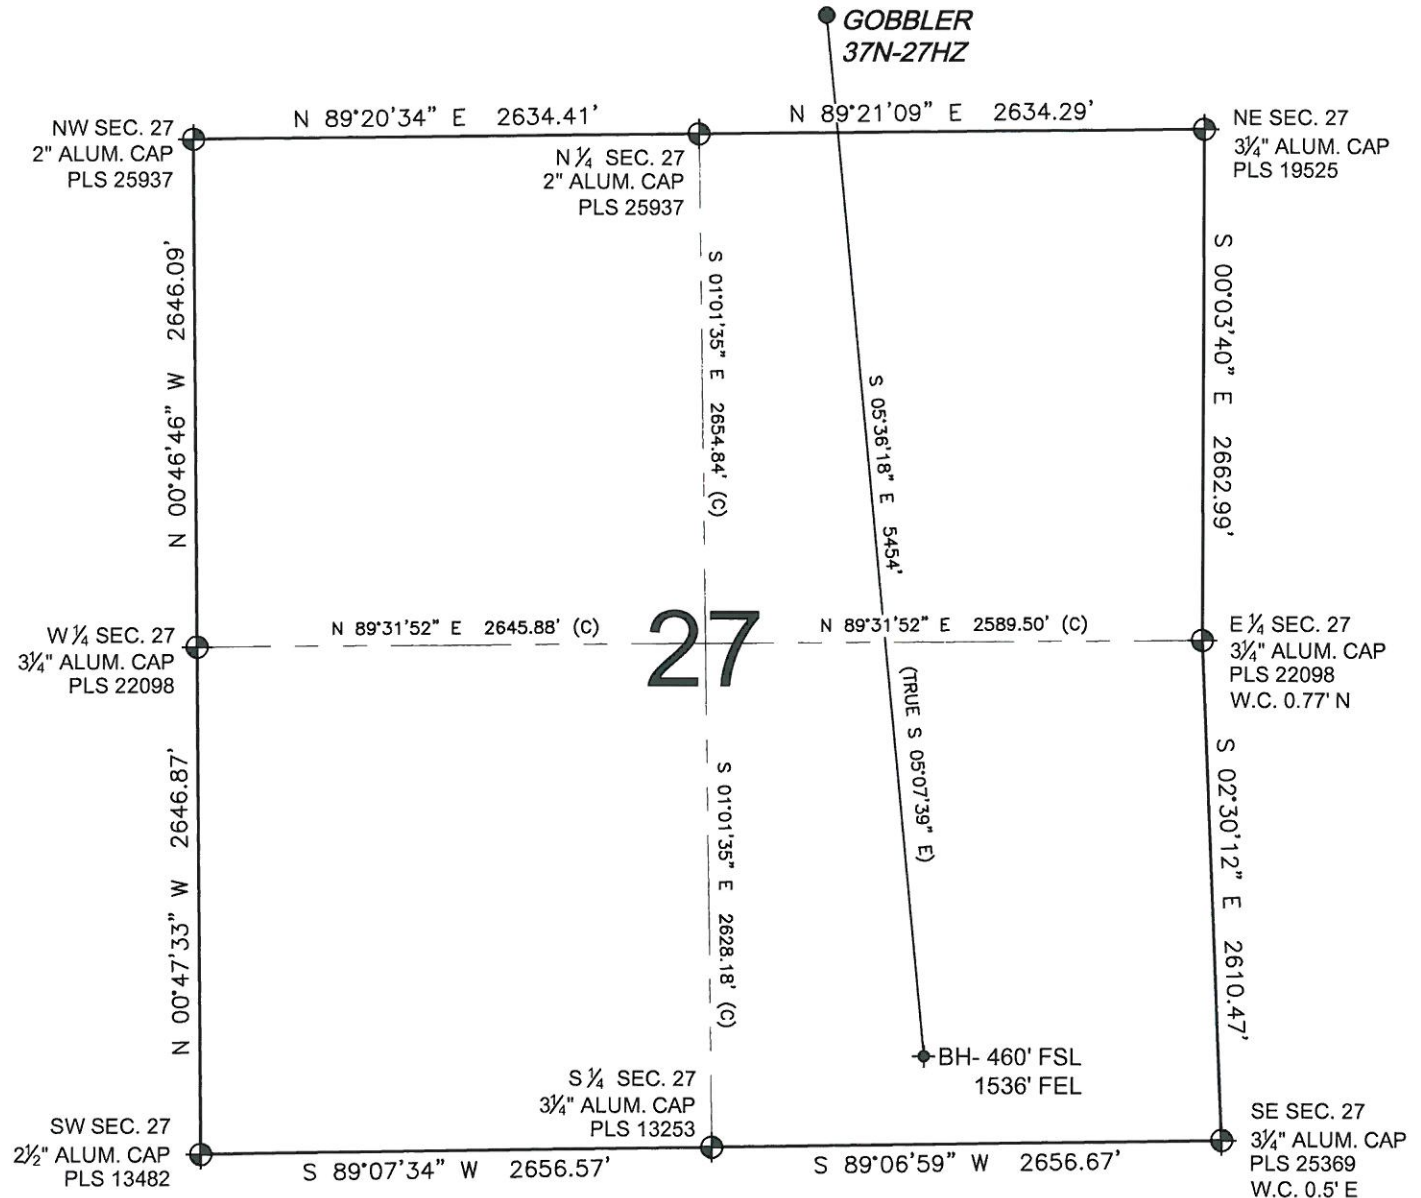 GOBBLER
37N-27HZ
N 89°20'34" E 2634.41'
N 89°21'09" E 2634.29'
NW SEC. 27
2" ALUM. CAP
PLS 25937
N ¼ SEC. 27
2" ALUM. CAP
PLS 25937
NE SEC. 27
3¼" ALUM. CAP
PLS 19525
N 00°46'46" W 2646.09'
S 01°01'35" E 2654.84' (C)
S 05°36'18" E 5454'
S 00°03'40" E 2662.99'
W ¼ SEC. 27
3¼" ALUM. CAP
PLS 22098
N 89°31'52" E 2645.88' (C)
27
N 89°31'52" E 2589.50' (C)
E ¼ SEC. 27
3¼" ALUM. CAP
PLS 22098
W.C. 0.77' N
N 00°47'33" W 2646.87'
S 01°01'35" E 2628.18' (C)
(TRUE S 05°07'39" E)
S 02°30'12" E 2610.47'
BH- 460' FSL
1536' FEL
SW SEC. 27
2½" ALUM. CAP
PLS 13482
S ¼ SEC. 27
3¼" ALUM. CAP
PLS 13253
SE SEC. 27
3¼" ALUM. CAP
PLS 25369
W.C. 0.5' E
S 89°07'34" W 2656.57'
S 89°06'59" W 2656.67'